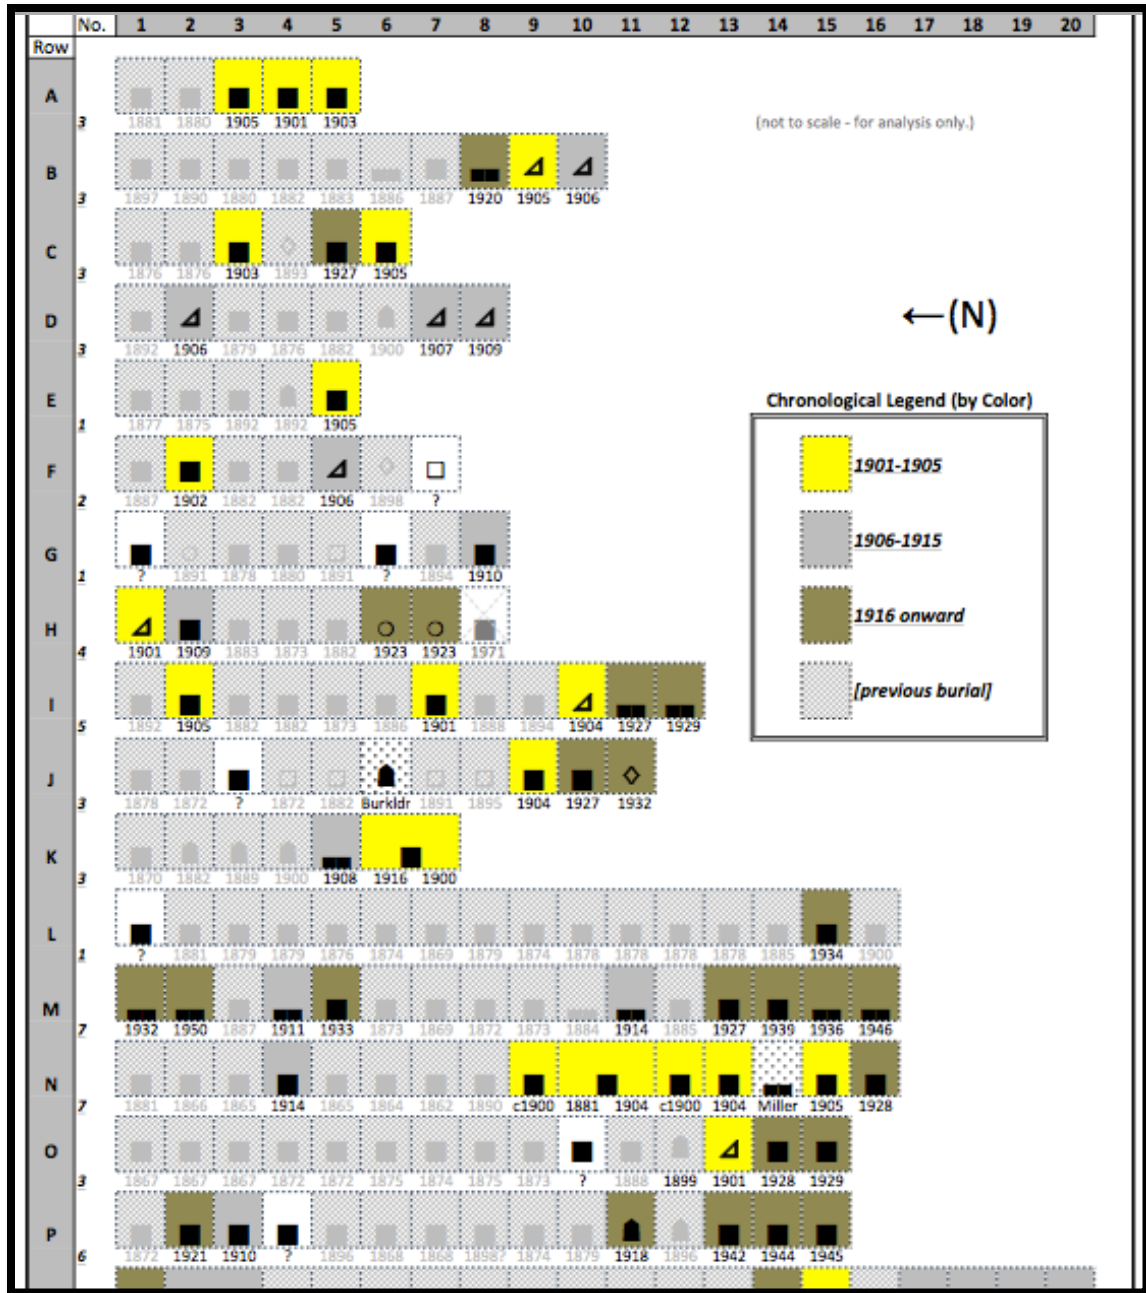 No. 1 2 3 4 5 6 7 8 9 10 11 12 13 14 15 16 17 18 19 20
Row
A
3 1881 1880 1905 1901 1903
(not to scale - for analysis only.)
B
3 1897 1890 1880 1882 1883 1886 1887 1920 1905 1906
C
3 1876 1876 1903 1893 1927 1905
D
←(N)
3 1892 1906 1879 1876 1882 1900 1907 1909
E
1 1877 1875 1892 1892 1905
Chronological Legend (by Color)
1901-1905
1906-1915
1916 onward
[previous burial]
F
2 1887 1902 1882 1882 1906 1898 ?
G
1 ? 1891 1878 1880 1891 ? 1894 1910
H
4 1901 1909 1883 1873 1882 1923 1923 1971
I
5 1892 1905 1882 1882 1873 1886 1901 1888 1894 1904 1927 1929
J
3 1878 1872 ? 1872 1882 Burkldr 1891 1895 1904 1927 1932
K
3 1870 1882 1889 1900 1908 1916 1900
L
1 ? 1881 1879 1879 1876 1874 1869 1879 1874 1878 1878 1878 1878 1885 1934 1900
M
7 1932 1950 1887 1911 1933 1873 1869 1872 1873 1884 1914 1885 1927 1939 1936 1946
N
7 1881 1866 1865 1914 1865 1864 1862 1890 c1900 1881 1904 c1900 1904 Miller 1905 1928
O
3 1867 1867 1867 1872 1872 1875 1874 1875 1873 ? 1888 1899 1901 1928 1929
P
6 1872 1921 1910 ? 1896 1868 1868 1898? 1874 1879 1918 1896 1942 1944 1945